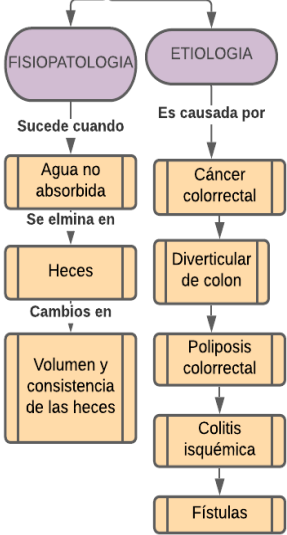 FISIOPATOLOGIA
Sucede cuando
Agua no
absorbida
Se elmina en
Heces
Cambios en
Volumen y
consistencia
de las heces
ETIOLOGIA
Es causada por
Cáncer
colorrectal
Diverticular
de colon
Poliposis
colorrectal
Colitis
isquémica
Fístulas